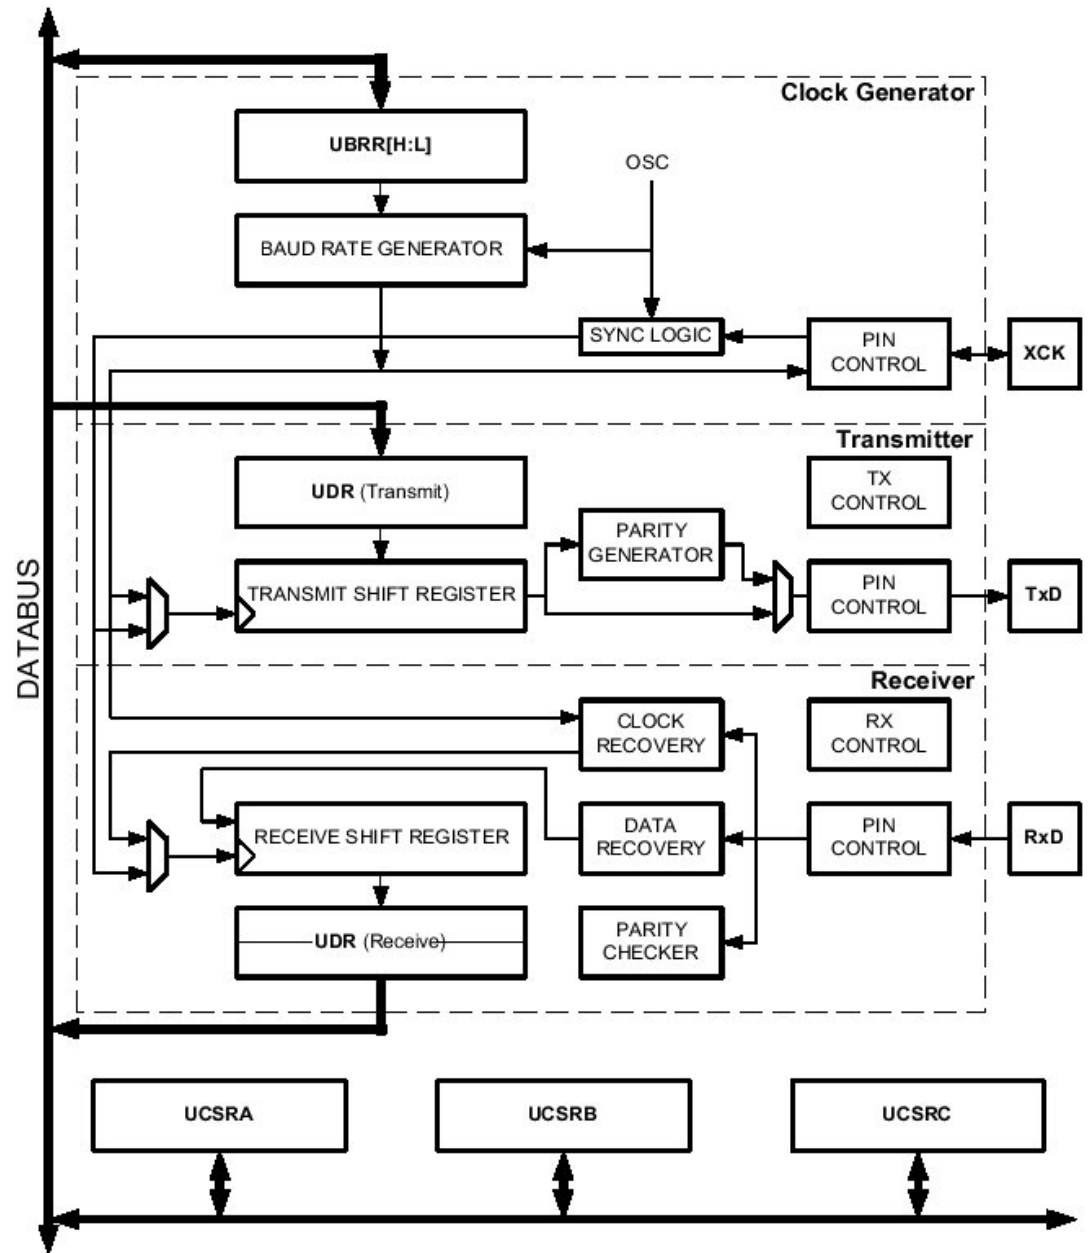 Clock Generator
UBRR[H:L]
OSC
BAUD RATE GENERATOR
SYNC LOGIC
PIN
CONTROL
XCK
Transmitter
UDR (Transmit)
TX
CONTROL
PARITY
GENERATOR
TRANSMIT SHIFT REGISTER
PIN
CONTROL
TxD
DATABUS
Receiver
CLOCK
RECOVERY
RX
CONTROL
RECEIVE SHIFT REGISTER
DATA
RECOVERY
PIN
CONTROL
RxD
UDR (Receive)
PARITY
CHECKER
UCSRA
UCSRB
UCSRC